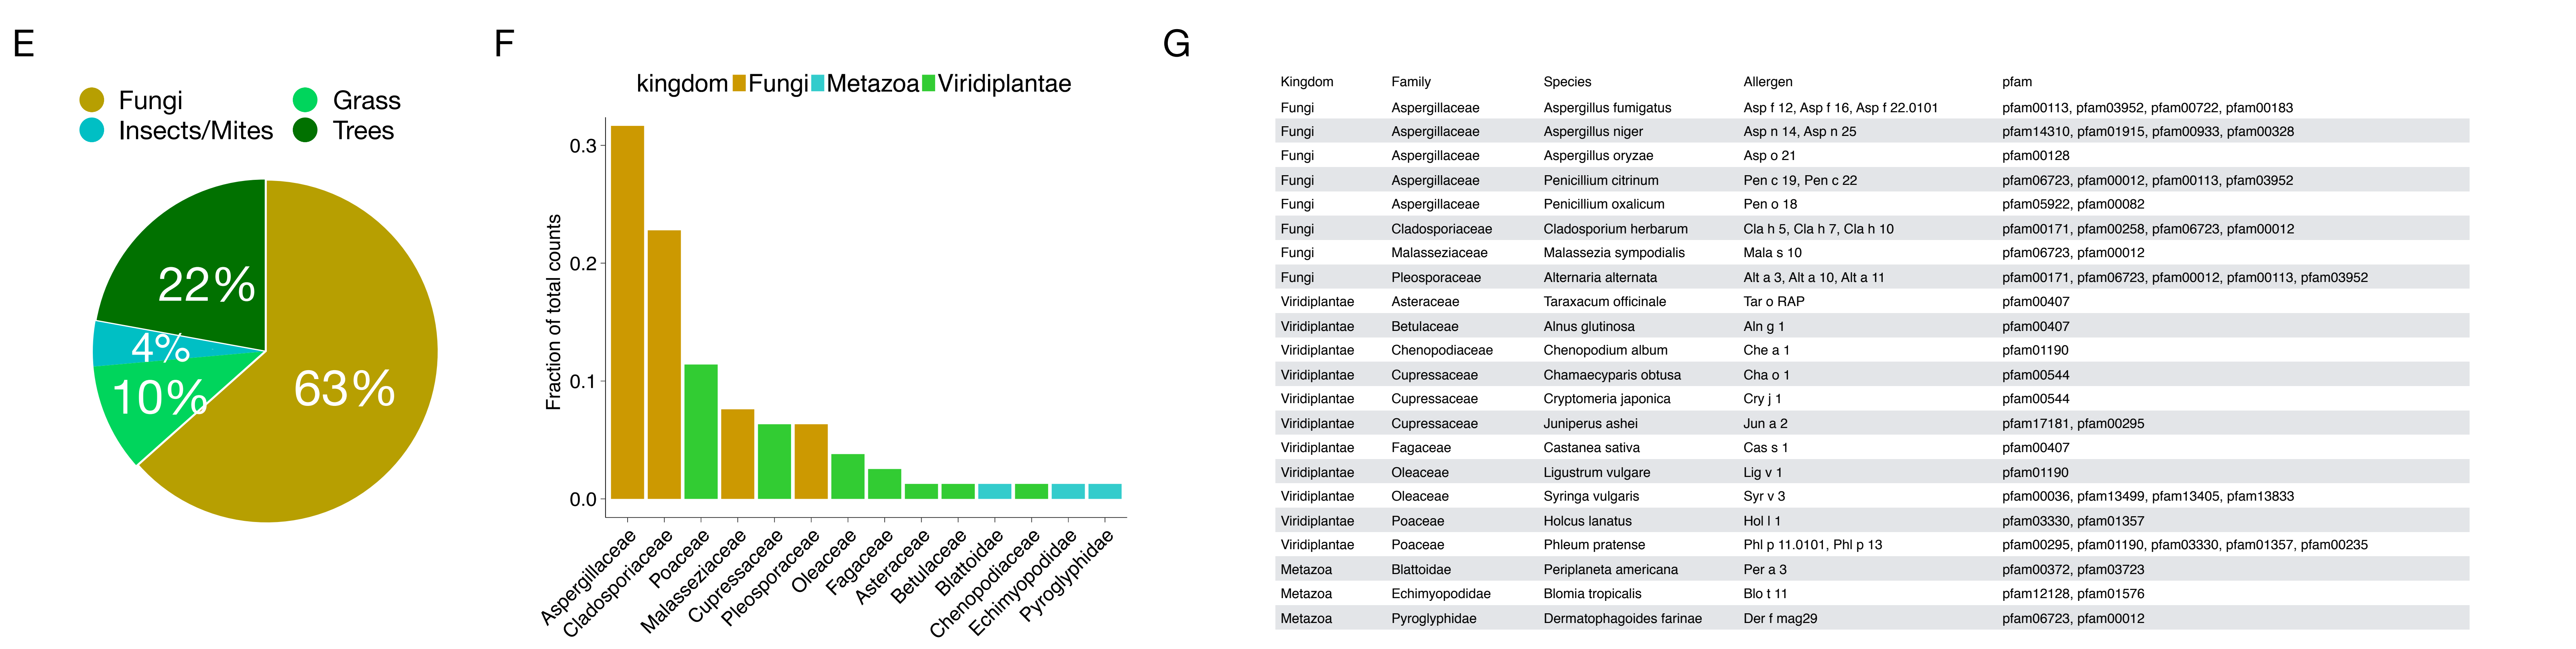 E
Fungi
Grass
Insects/Mites
Trees
22%
4%
10%
63%
F
kingdom Fungi Metazoa Viridiplantae
Fraction of total counts
0.3
0.2
0.1
0.0
Aspergillaceae
Cladosporiaceae
Poaceae
Malasseziaceae
Cupressaceae
Pleosporaceae
Oleaceae
Fagaceae
Asteraceae
Betulaceae
Blattoidae
Chenopodiaceae
Echimyopodidae
Pyroglyphidae
G
Kingdom Family Species Allergen pfam
Fungi Aspergillaceae Aspergillus fumigatus Asp f 12, Asp f 16, Asp f 22.0101 pfam00113, pfam03952, pfam00722, pfam00183
Fungi Aspergillaceae Aspergillus niger Asp n 14, Asp n 25 pfam14310, pfam01915, pfam00933, pfam00328
Fungi Aspergillaceae Aspergillus oryzae Asp o 21 pfam00128
Fungi Aspergillaceae Penicillium citrinum Pen c 19, Pen c 22 pfam06723, pfam00012, pfam00113, pfam03952
Fungi Aspergillaceae Penicillium oxalicum Pen o 18 pfam05922, pfam00082
Fungi Cladosporiaceae Cladosporium herbarum Cla h 5, Cla h 7, Cla h 10 pfam00171, pfam00258, pfam06723, pfam00012
Fungi Malasseziaceae Malassezia sympodialis Mala s 10 pfam06723, pfam00012
Fungi Pleosporaceae Alternaria alternata Alt a 3, Alt a 10, Alt a 11 pfam00171, pfam06723, pfam00012, pfam00113, pfam03952
Viridiplantae Asteraceae Taraxacum officinale Tar o RAP pfam00407
Viridiplantae Betulaceae Alnus glutinosa Aln g 1 pfam00407
Viridiplantae Chenopodiaceae Chenopodium album Che a 1 pfam01190
Viridiplantae Cupressaceae Chamaecyparis obtusa Cha o 1 pfam00544
Viridiplantae Cupressaceae Cryptomeria japonica Cry j 1 pfam00544
Viridiplantae Cupressaceae Juniperus ashei Jun a 2 pfam17181, pfam00295
Viridiplantae Fagaceae Castanea sativa Cas s 1 pfam00407
Viridiplantae Oleaceae Ligustrum vulgare Lig v 1 pfam01190
Viridiplantae Oleaceae Syringa vulgaris Syr v 3 pfam00036, pfam13499, pfam13405, pfam13833
Viridiplantae Poaceae Holcus lanatus Hol l 1 pfam03330, pfam01357
Viridiplantae Poaceae Phleum pratense Phl p 11.0101, Phl p 13 pfam00295, pfam01190, pfam03330, pfam01357, pfam00235
Metazoa Blattoidae Periplaneta americana Per a 3 pfam00372, pfam03723
Metazoa Echimyopodidae Blomia tropicalis Blo t 11 pfam12128, pfam01576
Metazoa Pyroglyphidae Dermatophagoides farinae Der f mag29 pfam06723, pfam00012